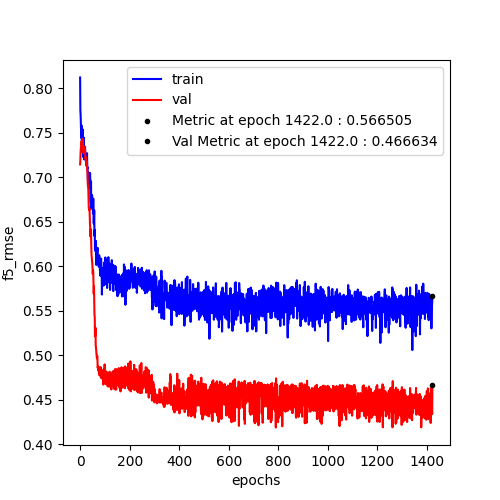 train
val
Metric at epoch 1422.0 : 0.566505
Val Metric at epoch 1422.0 : 0.466634
0.80
0.75
0.70
0.65
0.60
0.55
0.50
0.45
0.40
f5_rmse
0 200 400 600 800 1000 1200 1400
epochs